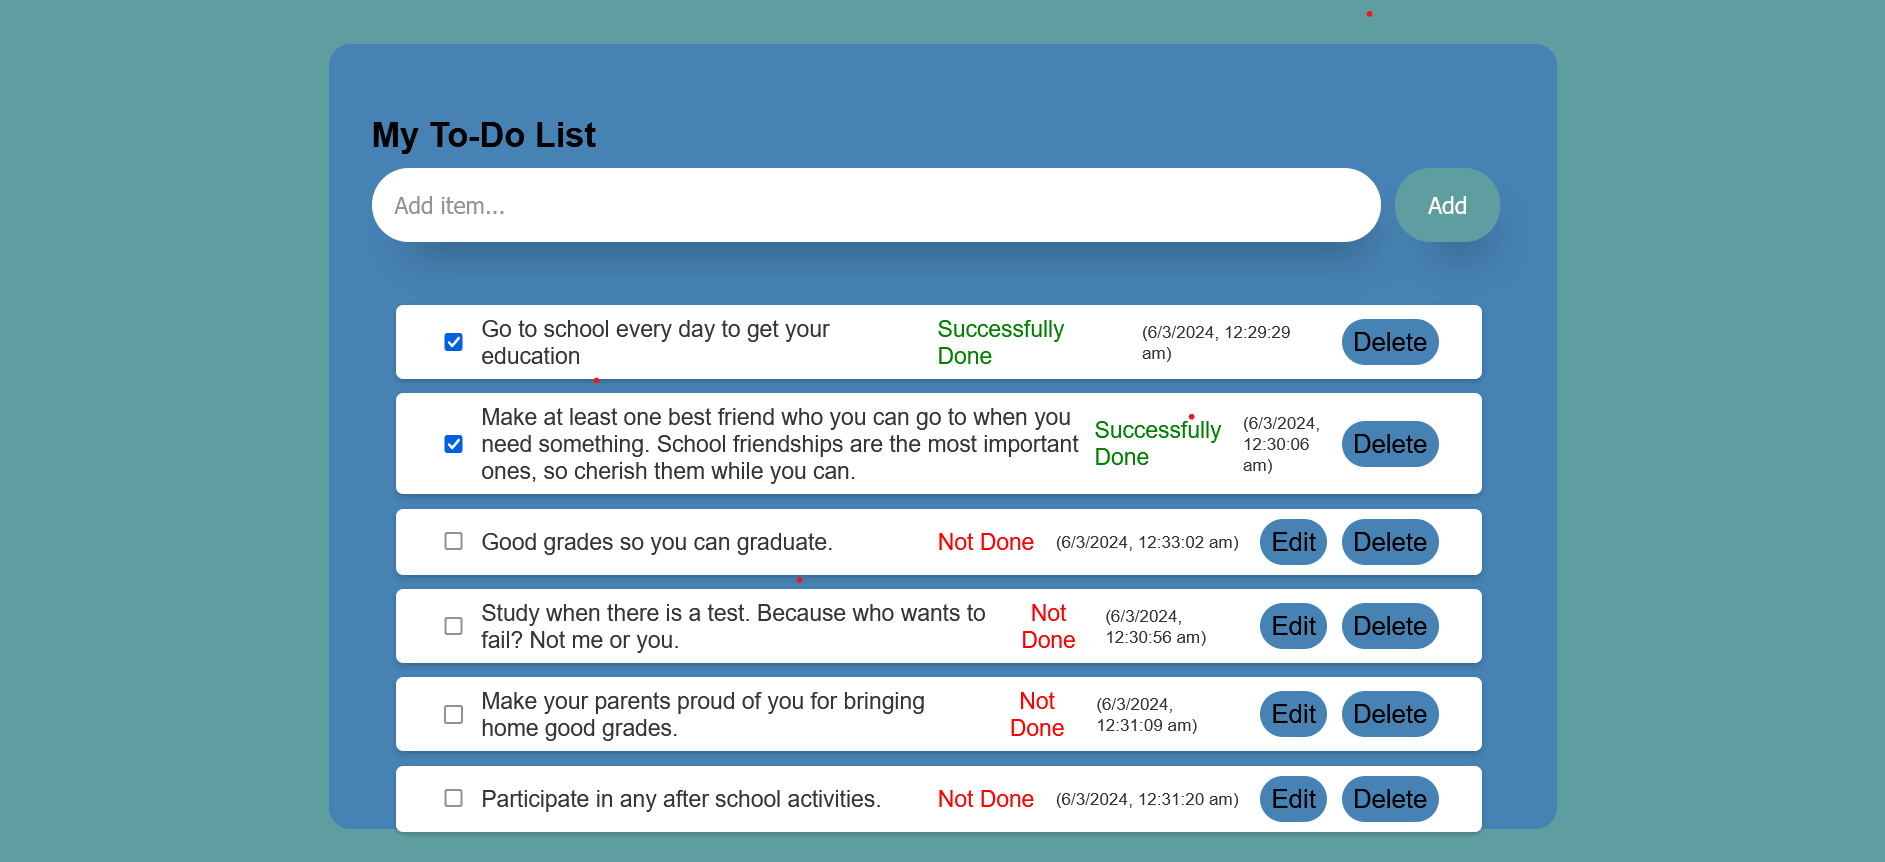 My To-Do List
Add item...
Add
Go to school every day to get your
education
Successfully
Done
(6/3/2024, 12:29:29
am)
Delete
Make at least one best friend who you can go to when you
need something. School friendships are the most important
ones, so cherish them while you can.
Successfully
Done
(6/3/2024,
12:30:06
am)
Delete
Good grades so you can graduate.
Not Done
(6/3/2024, 12:33:02 am)
Edit
Delete
Study when there is a test. Because who wants to
fail? Not me or you.
Not
Done
(6/3/2024,
12:30:56 am)
Edit
Delete
Make your parents proud of you for bringing
home good grades.
Not
Done
(6/3/2024,
12:31:09 am)
Edit
Delete
Participate in any after school activities.
Not Done
(6/3/2024, 12:31:20 am)
Edit
Delete